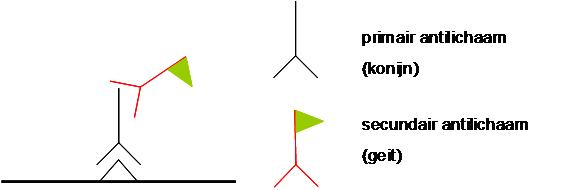 primair antilichaam
(konijn)
secundair antilichaam
(geit)